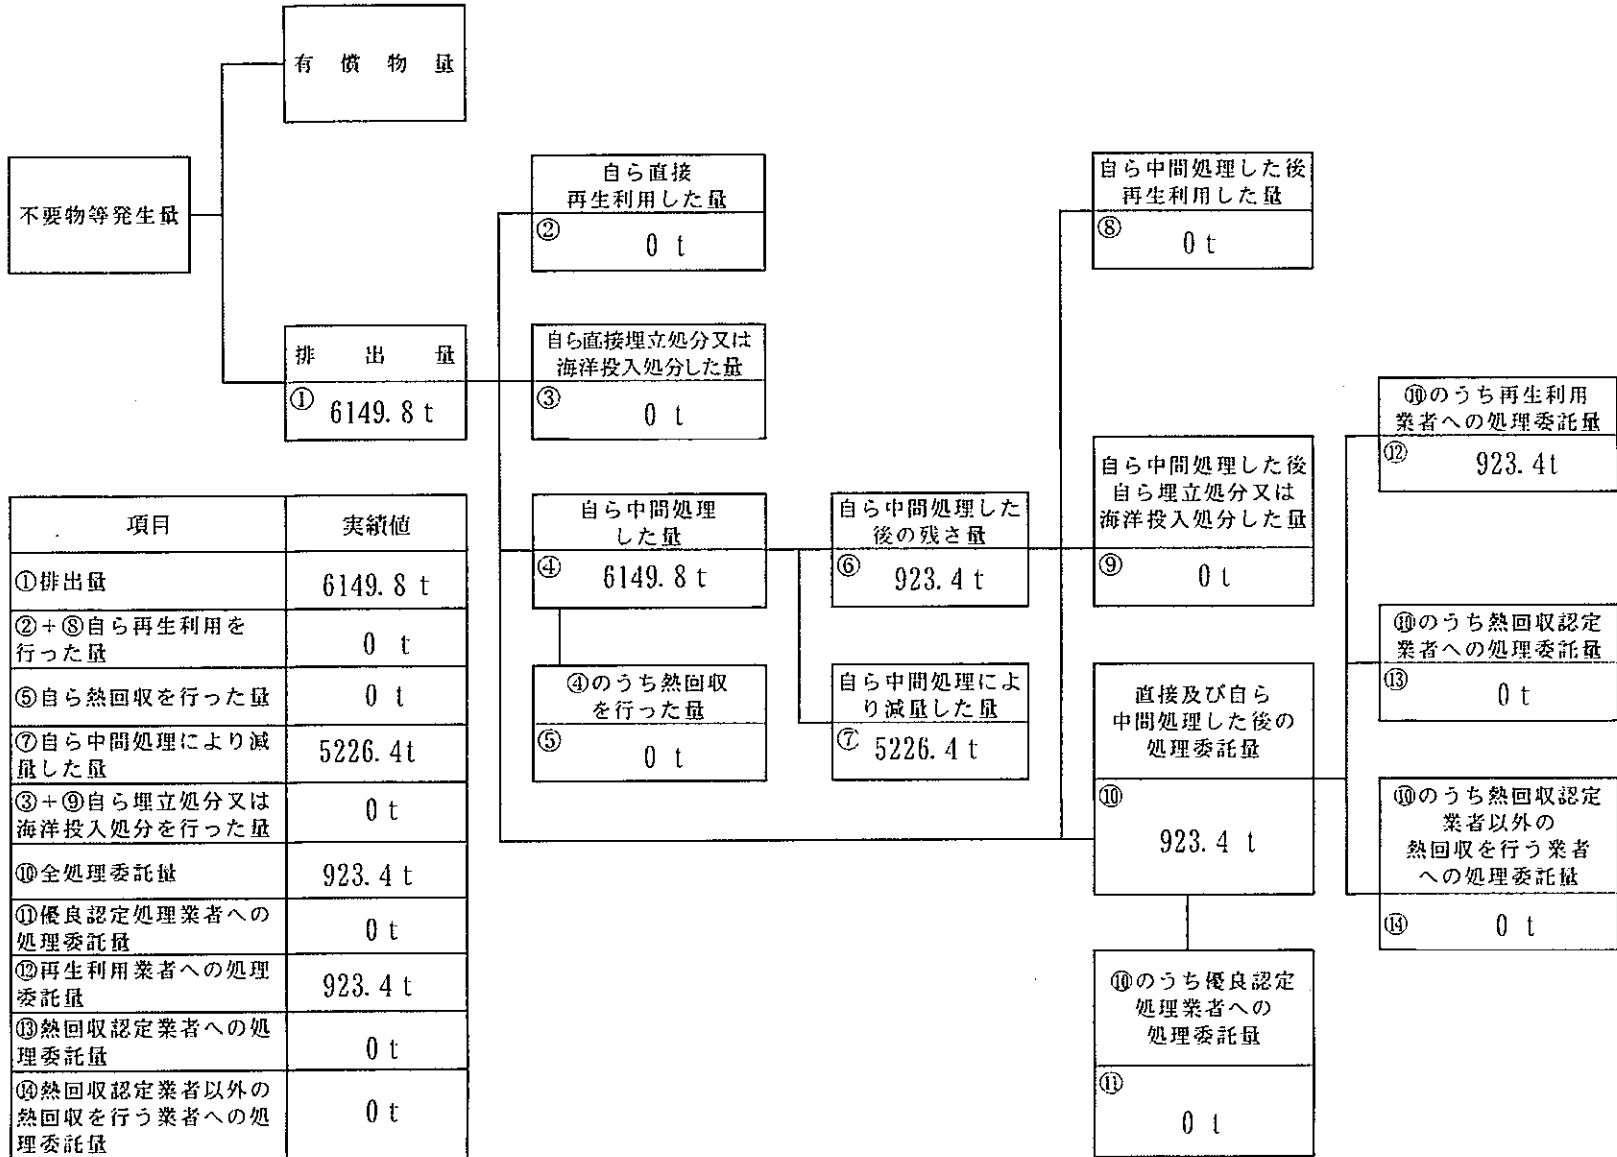 有償物量
不要物等発生量
排出量
① 6149.8 t
自ら直接
再生利用した量
② 0 t
自ら直接埋立処分又は
海洋投入処分した量
③ 0 t
自ら中間処理
した量
④ 6149.8 t
④のうち熱回収
を行った量
⑤ 0 t
自ら中間処理した
後の残さ量
⑥ 923.4 t
自ら中間処理によ
り減量した量
⑦ 5226.4 t
自ら中間処理した後
再生利用した量
⑧ 0 t
自ら中間処理した後
自ら埋立処分又は
海洋投入処分した量
⑨ 0 t
直接及び自ら
中間処理した後の
処理委託量
⑩
923.4 t
⑩のうち優良認定
処理業者への
処理委託量
⑪
0 t
⑩のうち再生利用
業者への処理委託量
⑫ 923.4t
⑩のうち熱回収認定
業者への処理委託量
⑬ 0 t
⑩のうち熱回収認定
業者以外の
熱回収を行う業者
への処理委託量
⑭ 0 t
項目 実績値
①排出量 6149.8 t
②+⑧自ら再生利用を
行った量 0 t
⑤自ら熱回収を行った量 0 t
⑦自ら中間処理により減
量した量 5226.4t
③+⑨自ら埋立処分又は
海洋投入処分を行った量 0 t
⑩全処理委託量 923.4 t
⑪優良認定処理業者への
処理委託量 0 t
⑫再生利用業者への処理
委託量 923.4 t
⑬熱回収認定業者への処
理委託量 0 t
⑭熱回収認定業者以外の
熱回収を行う業者への処
理委託量 0 t